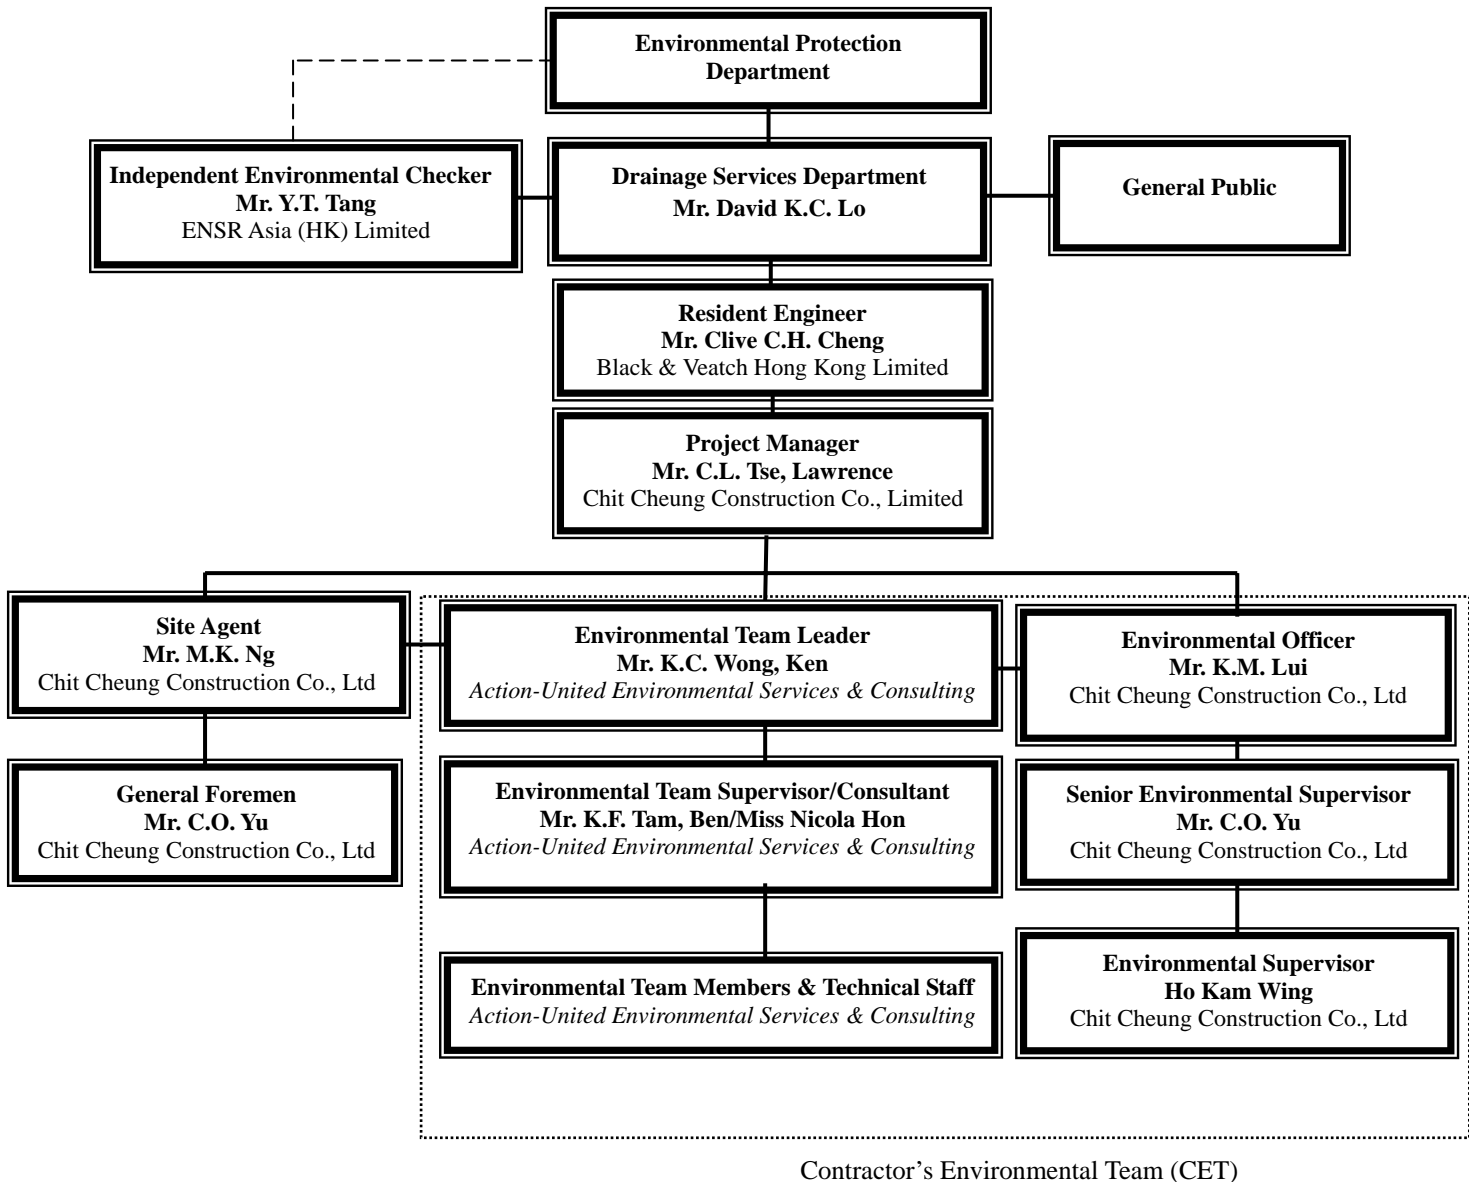 Environmental Protection
Department
Independent Environmental Checker
Mr. Y.T. Tang
ENSR Asia (HK) Limited
Drainage Services Department
Mr. David K.C. Lo
General Public
Resident Engineer
Mr. Clive C.H. Cheng
Black & Veatch Hong Kong Limited
Project Manager
Mr. C.L. Tse, Lawrence
Chit Cheung Construction Co., Limited
Site Agent
Mr. M.K. Ng
Chit Cheung Construction Co., Ltd
Environmental Team Leader
Mr. K.C. Wong, Ken
Action-United Environmental Services & Consulting
Environmental Officer
Mr. K.M. Lui
Chit Cheung Construction Co., Ltd
General Foremen
Mr. C.O. Yu
Chit Cheung Construction Co., Ltd
Environmental Team Supervisor/Consultant
Mr. K.F. Tam, Ben/Miss Nicola Hon
Action-United Environmental Services & Consulting
Senior Environmental Supervisor
Mr. C.O. Yu
Chit Cheung Construction Co., Ltd
Environmental Team Members & Technical Staff
Action-United Environmental Services & Consulting
Environmental Supervisor
Ho Kam Wing
Chit Cheung Construction Co., Ltd
Contractor’s Environmental Team (CET)